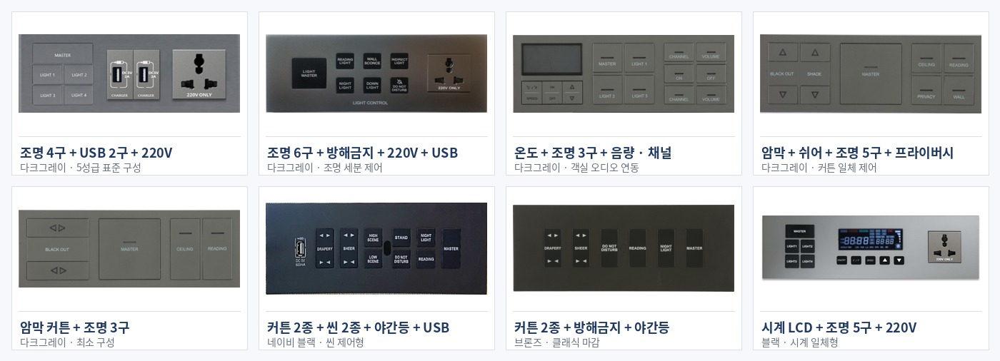 MASTER
LIGHT 1 LIGHT 2
LIGHT 3 LIGHT 4
DC5V 2A DC5V 2A
CHARGER CHARGER
220V ONLY
조명 4구 + USB 2구 + 220V
다크그레이 · 5성급 표준 구성
LIGHT MASTER
READING LIGHT
WALL SCONCE
INDIRECT LIGHT
NIGHT LIGHT
DOWN LIGHT
DO NOT DISTURB
220V ONLY
LIGHT CONTROL
조명 6구 + 방해금지 + 220V + USB
다크그레이 · 조명 세분 제어
SPEED
ON
OFF
MASTER LIGHT 1
LIGHT 2 LIGHT 3
CHANNEL VOLUME
ON OFF
CHANNEL VOLUME
온도 + 조명 3구 + 음량 · 채널
다크그레이 · 객실 오디오 연동
BLACK OUT SHADE
MASTER
CEILING READING
PRIVACY WALL
암막 + 쉬어 + 조명 5구 + 프라이버시
다크그레이 · 커튼 일체 제어
BLACK OUT
MASTER
CEILING READING
암막 커튼 + 조명 3구
다크그레이 · 최소 구성
DC 5V
500mA
DRAPERY
SHEER
HIGH SCENE
LOW SCENE
STAND
DO NOT DISTURB
NIGHT LIGHT
READING
MASTER
커튼 2종 + 씬 2종 + 야간등 + USB
네이비 블랙 · 씬 제어형
DRAPERY
SHEER
DO NOT DISTURB
READING
NIGHT LIGHT
MASTER
커튼 2종 + 방해금지 + 야간등
브론즈 · 클래식 마감
MASTER
LIGHT1 LIGHT2
LIGHT3 LIGHT4
220V ONLY
시계 LCD + 조명 5구 + 220V
블랙 · 시계 일체형